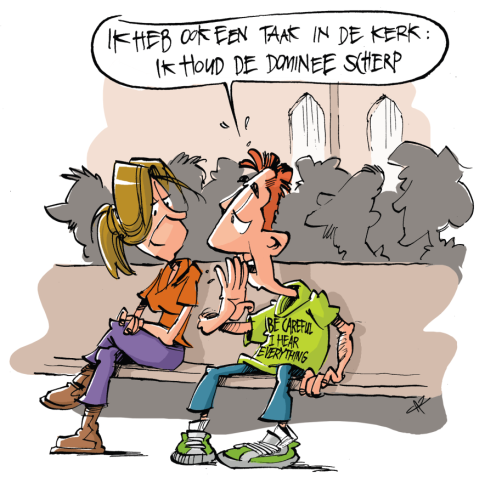 IK HEB OOK EEN TAAK IN DE KERK:
IK HOUD DE DOMINEE SCHERP
BE CAREFUL
I HEAR
EVERYTHING